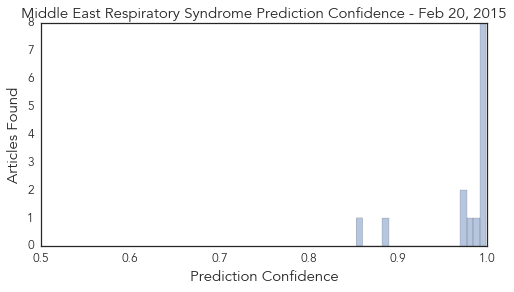 Middle East Respiratory Syndrome Prediction Confidence - Feb 20, 2015
8
7
6
5
4
3
2
1
0
Articles Found
0.5 0.6 0.7 0.8 0.9 1.0
Prediction Confidence